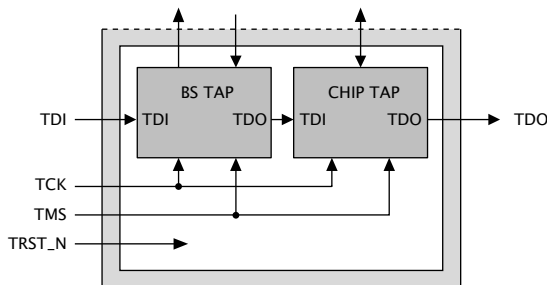 BS TAP CHIP TAP
TDI TDI TDO TDI TDO TDO
TCK
TMS
TRST_N